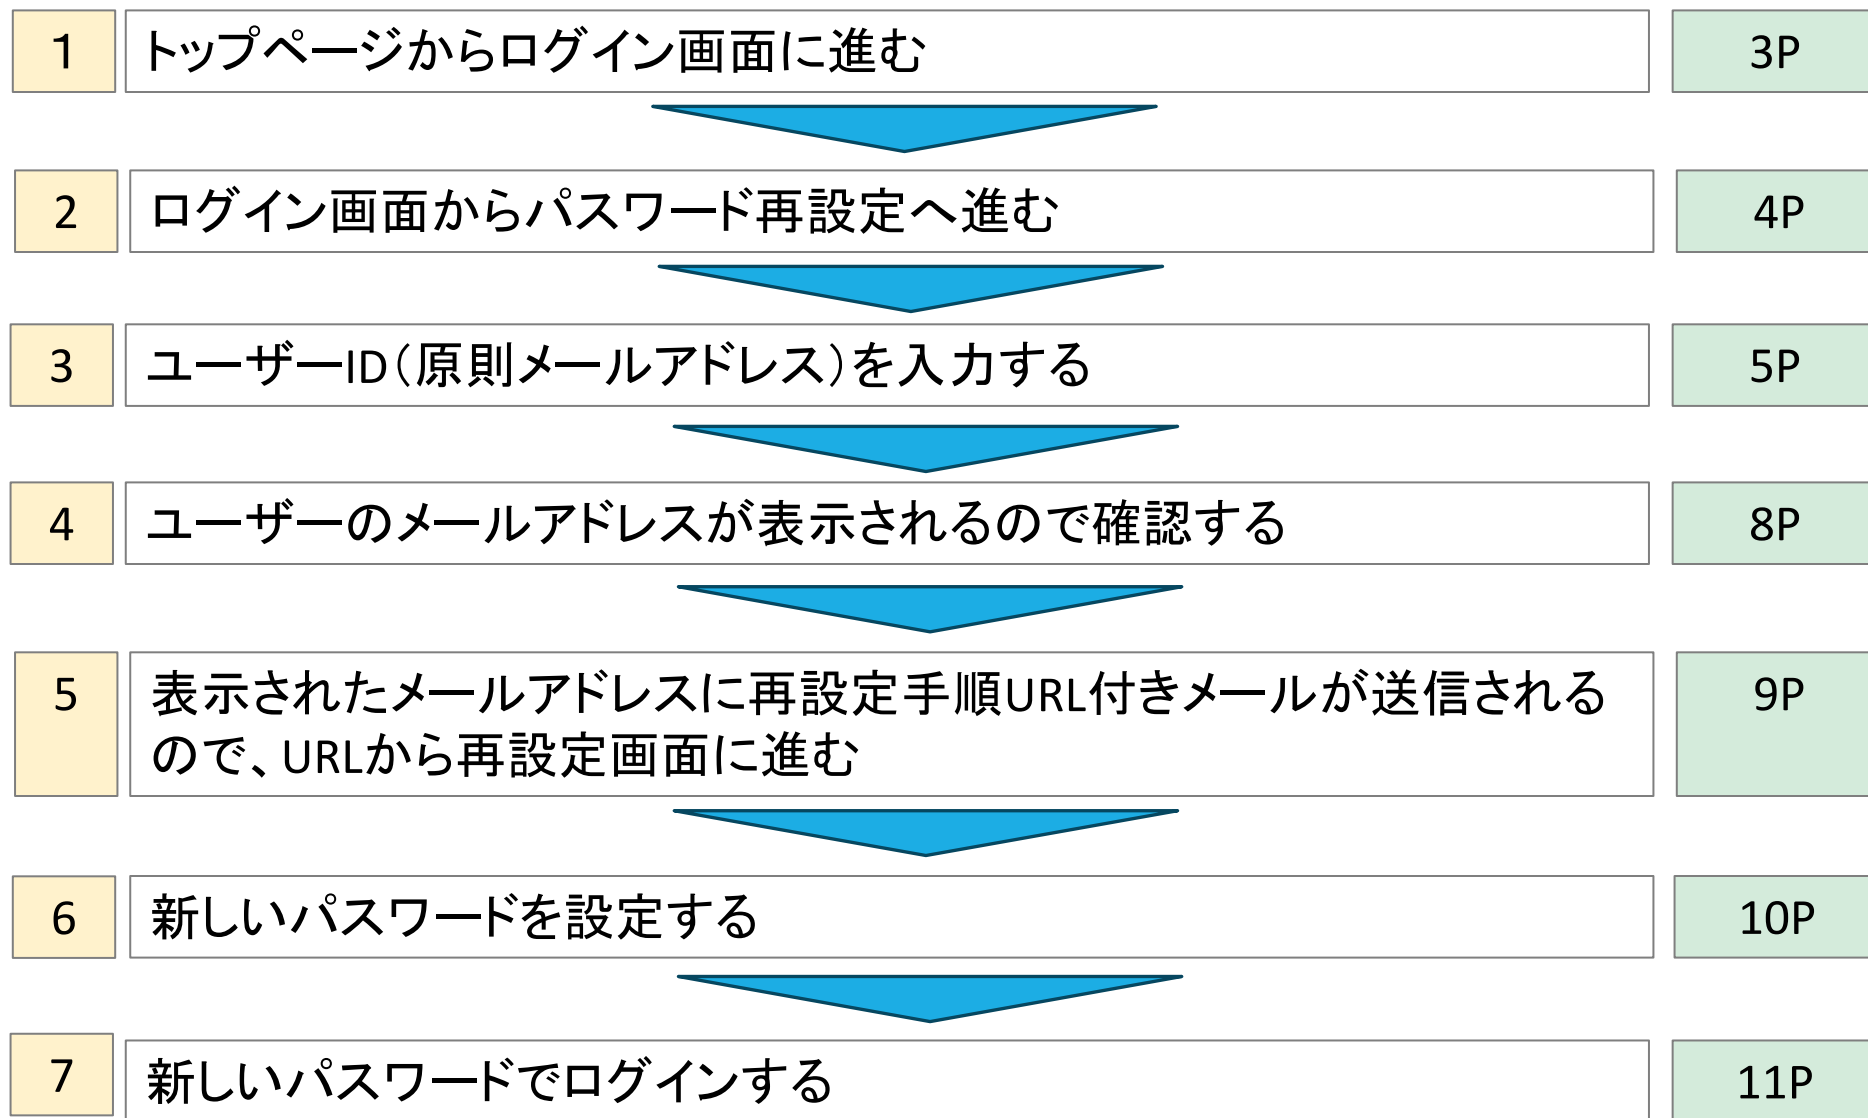 1 トップページからログイン画面に進む 3P
2 ログイン画面からパスワード再設定へ進む 4P
3 ユーザーID（原則メールアドレス）を入力する 5P
4 ユーザーのメールアドレスが表示されるので確認する 8P
5 表示されたメールアドレスに再設定手順URL付きメールが送信される 9P
ので、URLから再設定画面に進む
6 新しいパスワードを設定する 10P
7 新しいパスワードでログインする 11P